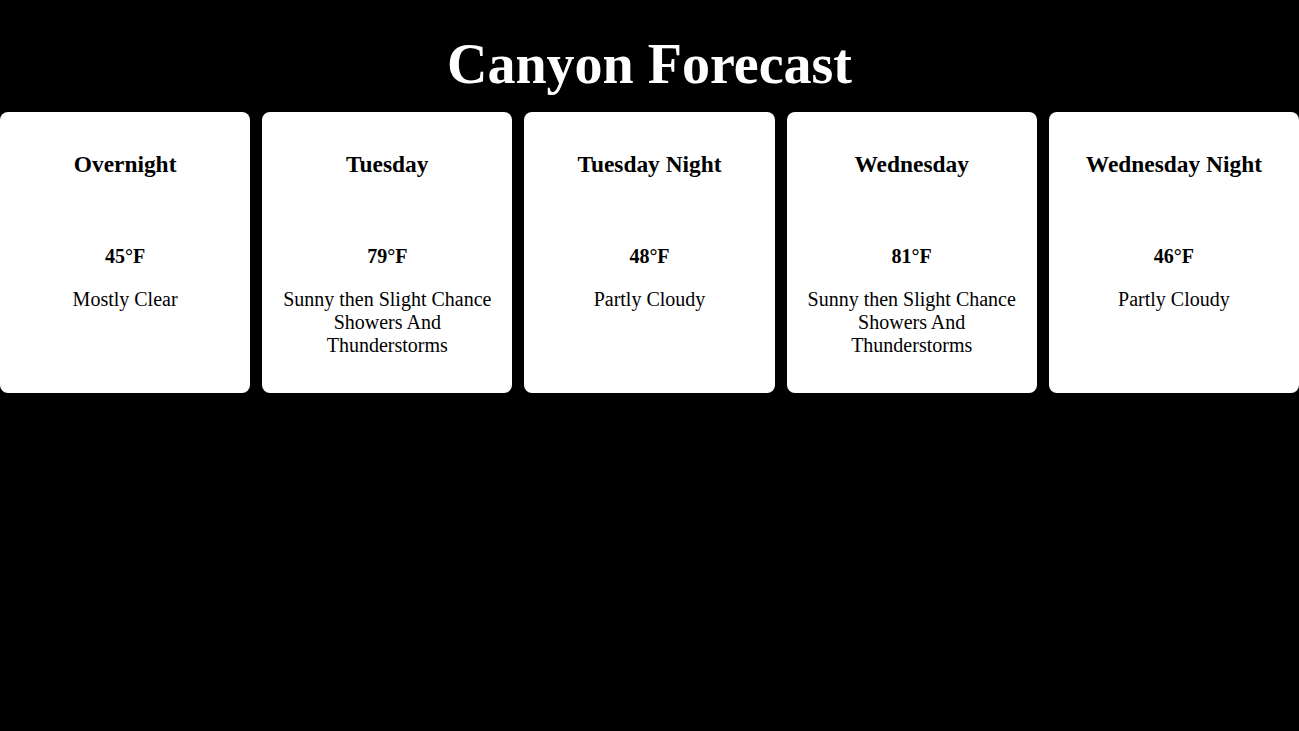 Canyon Forecast
Overnight
45°F
Mostly Clear
Tuesday
79°F
Sunny then Slight Chance
Showers And
Thunderstorms
Tuesday Night
48°F
Partly Cloudy
Wednesday
81°F
Sunny then Slight Chance
Showers And
Thunderstorms
Wednesday Night
46°F
Partly Cloudy